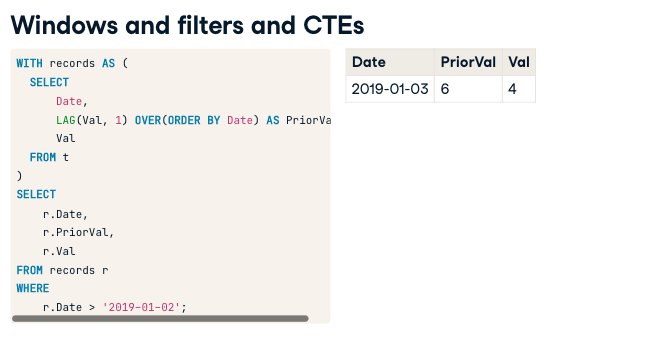 Windows and filters and CTEs
WITH records AS (
SELECT
Date,
LAG(Val, 1) OVER(ORDER BY Date) AS PriorVa
Val
FROM t
)
SELECT
r.Date,
r.PriorVal,
r.Val
FROM records r
WHERE
r.Date > '2019-01-02';
Date PriorVal Val
2019-01-03 6 4